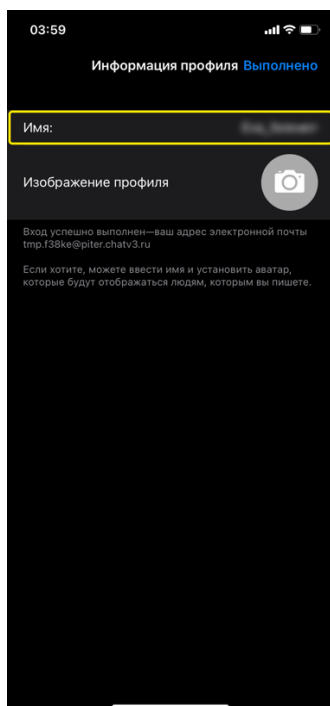 03:59
Информация профиля Выполнено
Имя:
Изображение профиля
Вход успешно выполнен—ваш адрес электронной почты
tmp.f38ke@piter.chatv3.ru
Если хотите, можете ввести имя и установить аватар,
которые будут отображаться людям, которым вы пишете.